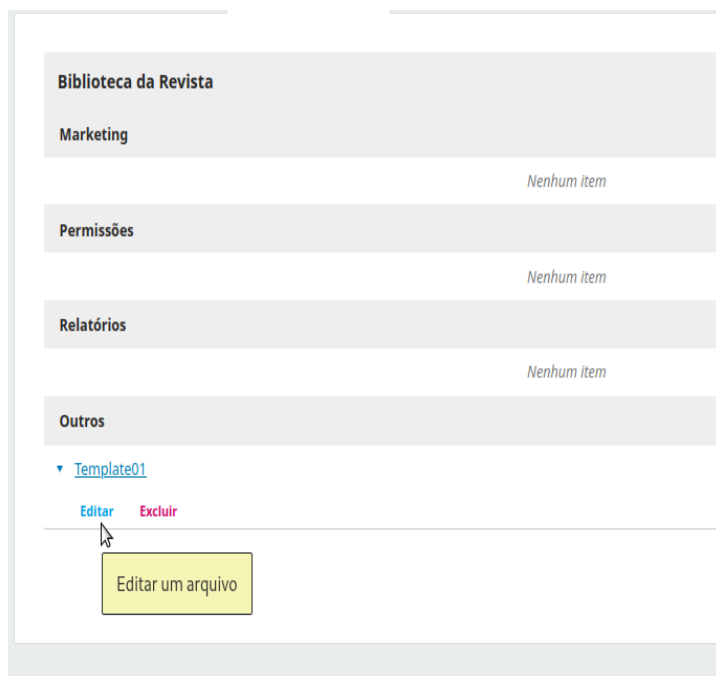 Biblioteca da Revista
Marketing
Nenhum item
Permissões
Nenhum item
Relatórios
Nenhum item
Outros
Template01
Editar Excluir
Editar um arquivo